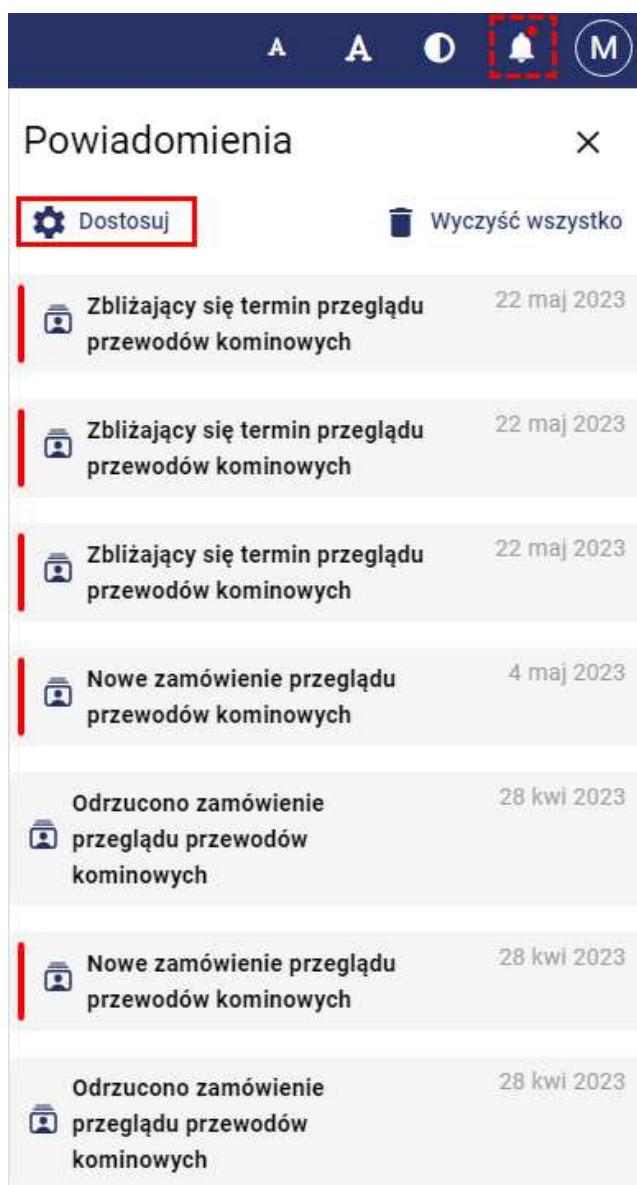 A A M
Powiadomienia
Dostosuj Wyczyść wszystko
Zbliżający się termin przeglądu 22 maj 2023
przewodów kominowych
Zbliżający się termin przeglądu 22 maj 2023
przewodów kominowych
Zbliżający się termin przeglądu 22 maj 2023
przewodów kominowych
Nowe zamówienie przeglądu 4 maj 2023
przewodów kominowych
Odrzucono zamówienie 28 kwi 2023
przeglądu przewodów
kominowych
Nowe zamówienie przeglądu 28 kwi 2023
przewodów kominowych
Odrzucono zamówienie 28 kwi 2023
przeglądu przewodów
kominowych